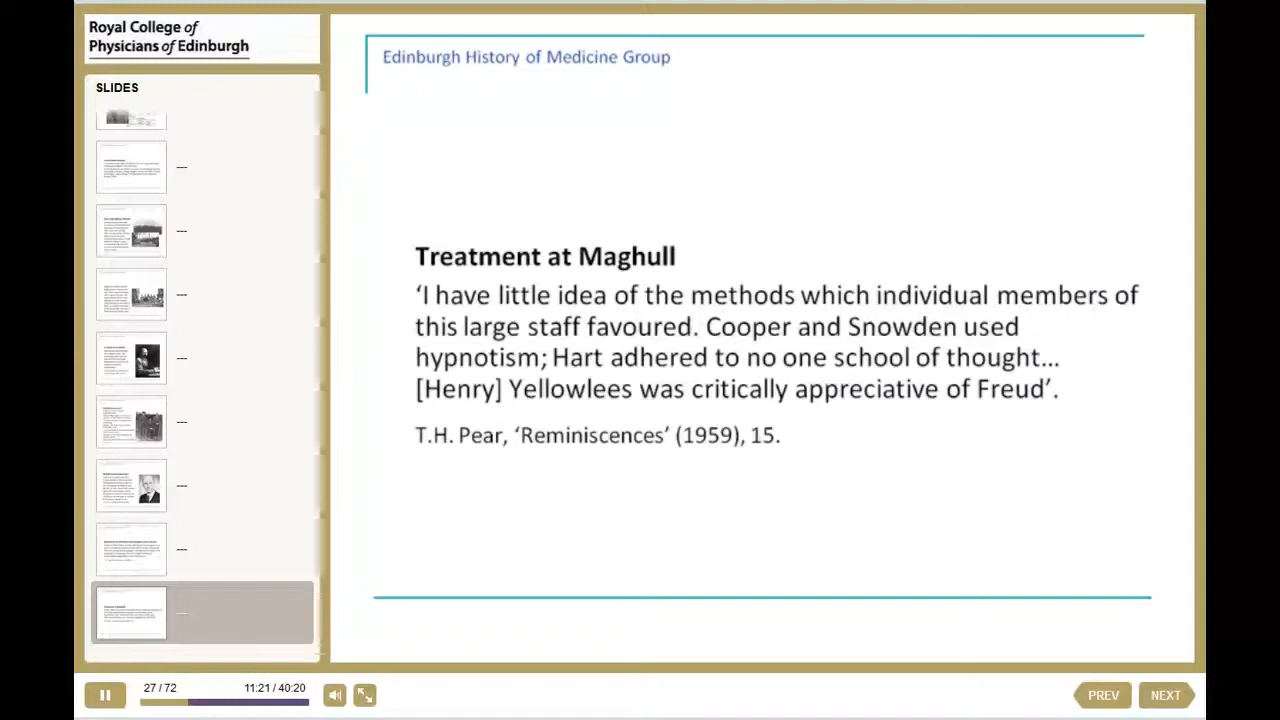 Royal College of
Physicians of Edinburgh
SLIDES
Edinburgh History of Medicine Group
Treatment at Maghull
‘I have little idea of the methods which individual members of
this large staff favoured. Cooper and Snowden used
hypnotism; Hart adhered to no one school of thought…
[Henry] Yellowlees was critically appreciative of Freud’.
T.H. Pear, ‘Reminiscences’ (1959), 15.
27 / 72
11:21 / 40:20
PREV
NEXT